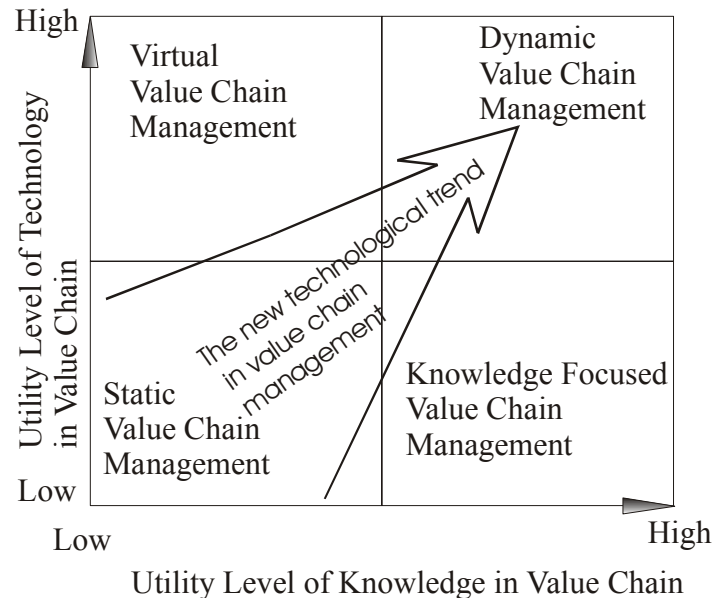 High
Virtual
Value Chain
Management
Dynamic
Value Chain
Management
Utility Level of Technology
in Value Chain
The new technological trend
in value chain
management
Static
Value Chain
Management
Knowledge Focused
Value Chain
Management
Low
Low
High
Utility Level of Knowledge in Value Chain